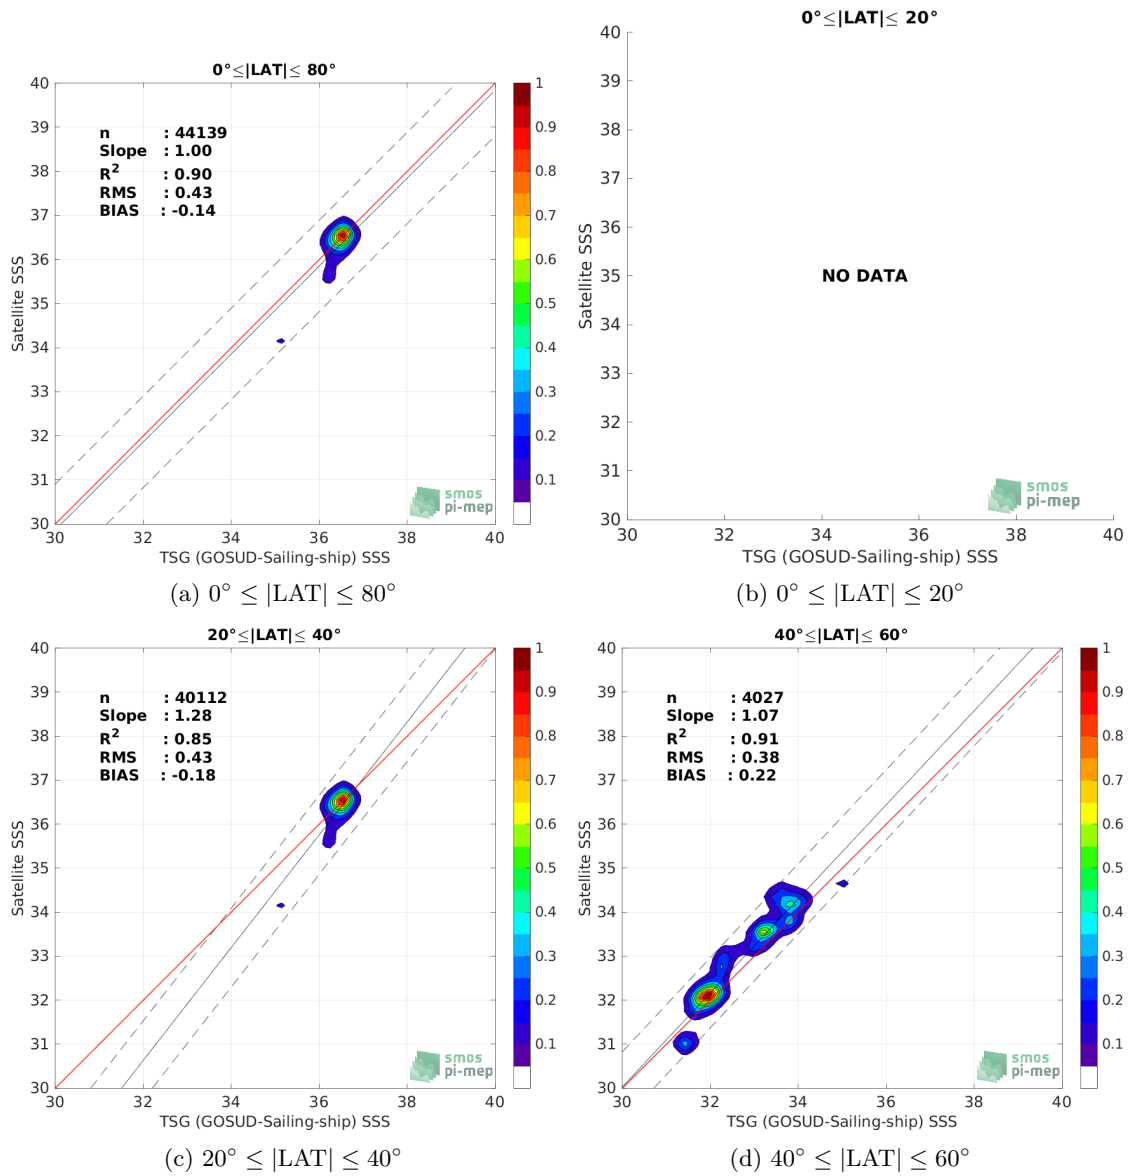 0°≤|LAT|≤ 80°
40
39
38
37
36
35
34
33
32
31
30
Satellite SSS
n : 44139
Slope : 1.00
R² : 0.90
RMS : 0.43
BIAS : -0.14
smos
pi-mep
30 32 34 36 38 40
TSG (GOSUD-Sailing-ship) SSS
1
0.9
0.8
0.7
0.6
0.5
0.4
0.3
0.2
0.1
(a) 0° ≤ |LAT| ≤ 80°
0°≤|LAT|≤ 20°
40
39
38
37
36
35
34
33
32
31
30
Satellite SSS
NO DATA
smos
pi-mep
30 32 34 36 38 40
TSG (GOSUD-Sailing-ship) SSS
(b) 0° ≤ |LAT| ≤ 20°
20°≤|LAT|≤ 40°
40
39
38
37
36
35
34
33
32
31
30
Satellite SSS
n : 40112
Slope : 1.28
R² : 0.85
RMS : 0.43
BIAS : -0.18
smos
pi-mep
30 32 34 36 38 40
TSG (GOSUD-Sailing-ship) SSS
1
0.9
0.8
0.7
0.6
0.5
0.4
0.3
0.2
0.1
(c) 20° ≤ |LAT| ≤ 40°
40°≤|LAT|≤ 60°
40
39
38
37
36
35
34
33
32
31
30
Satellite SSS
n : 4027
Slope : 1.07
R² : 0.91
RMS : 0.38
BIAS : 0.22
smos
pi-mep
30 32 34 36 38 40
TSG (GOSUD-Sailing-ship) SSS
1
0.9
0.8
0.7
0.6
0.5
0.4
0.3
0.2
0.1
(d) 40° ≤ |LAT| ≤ 60°